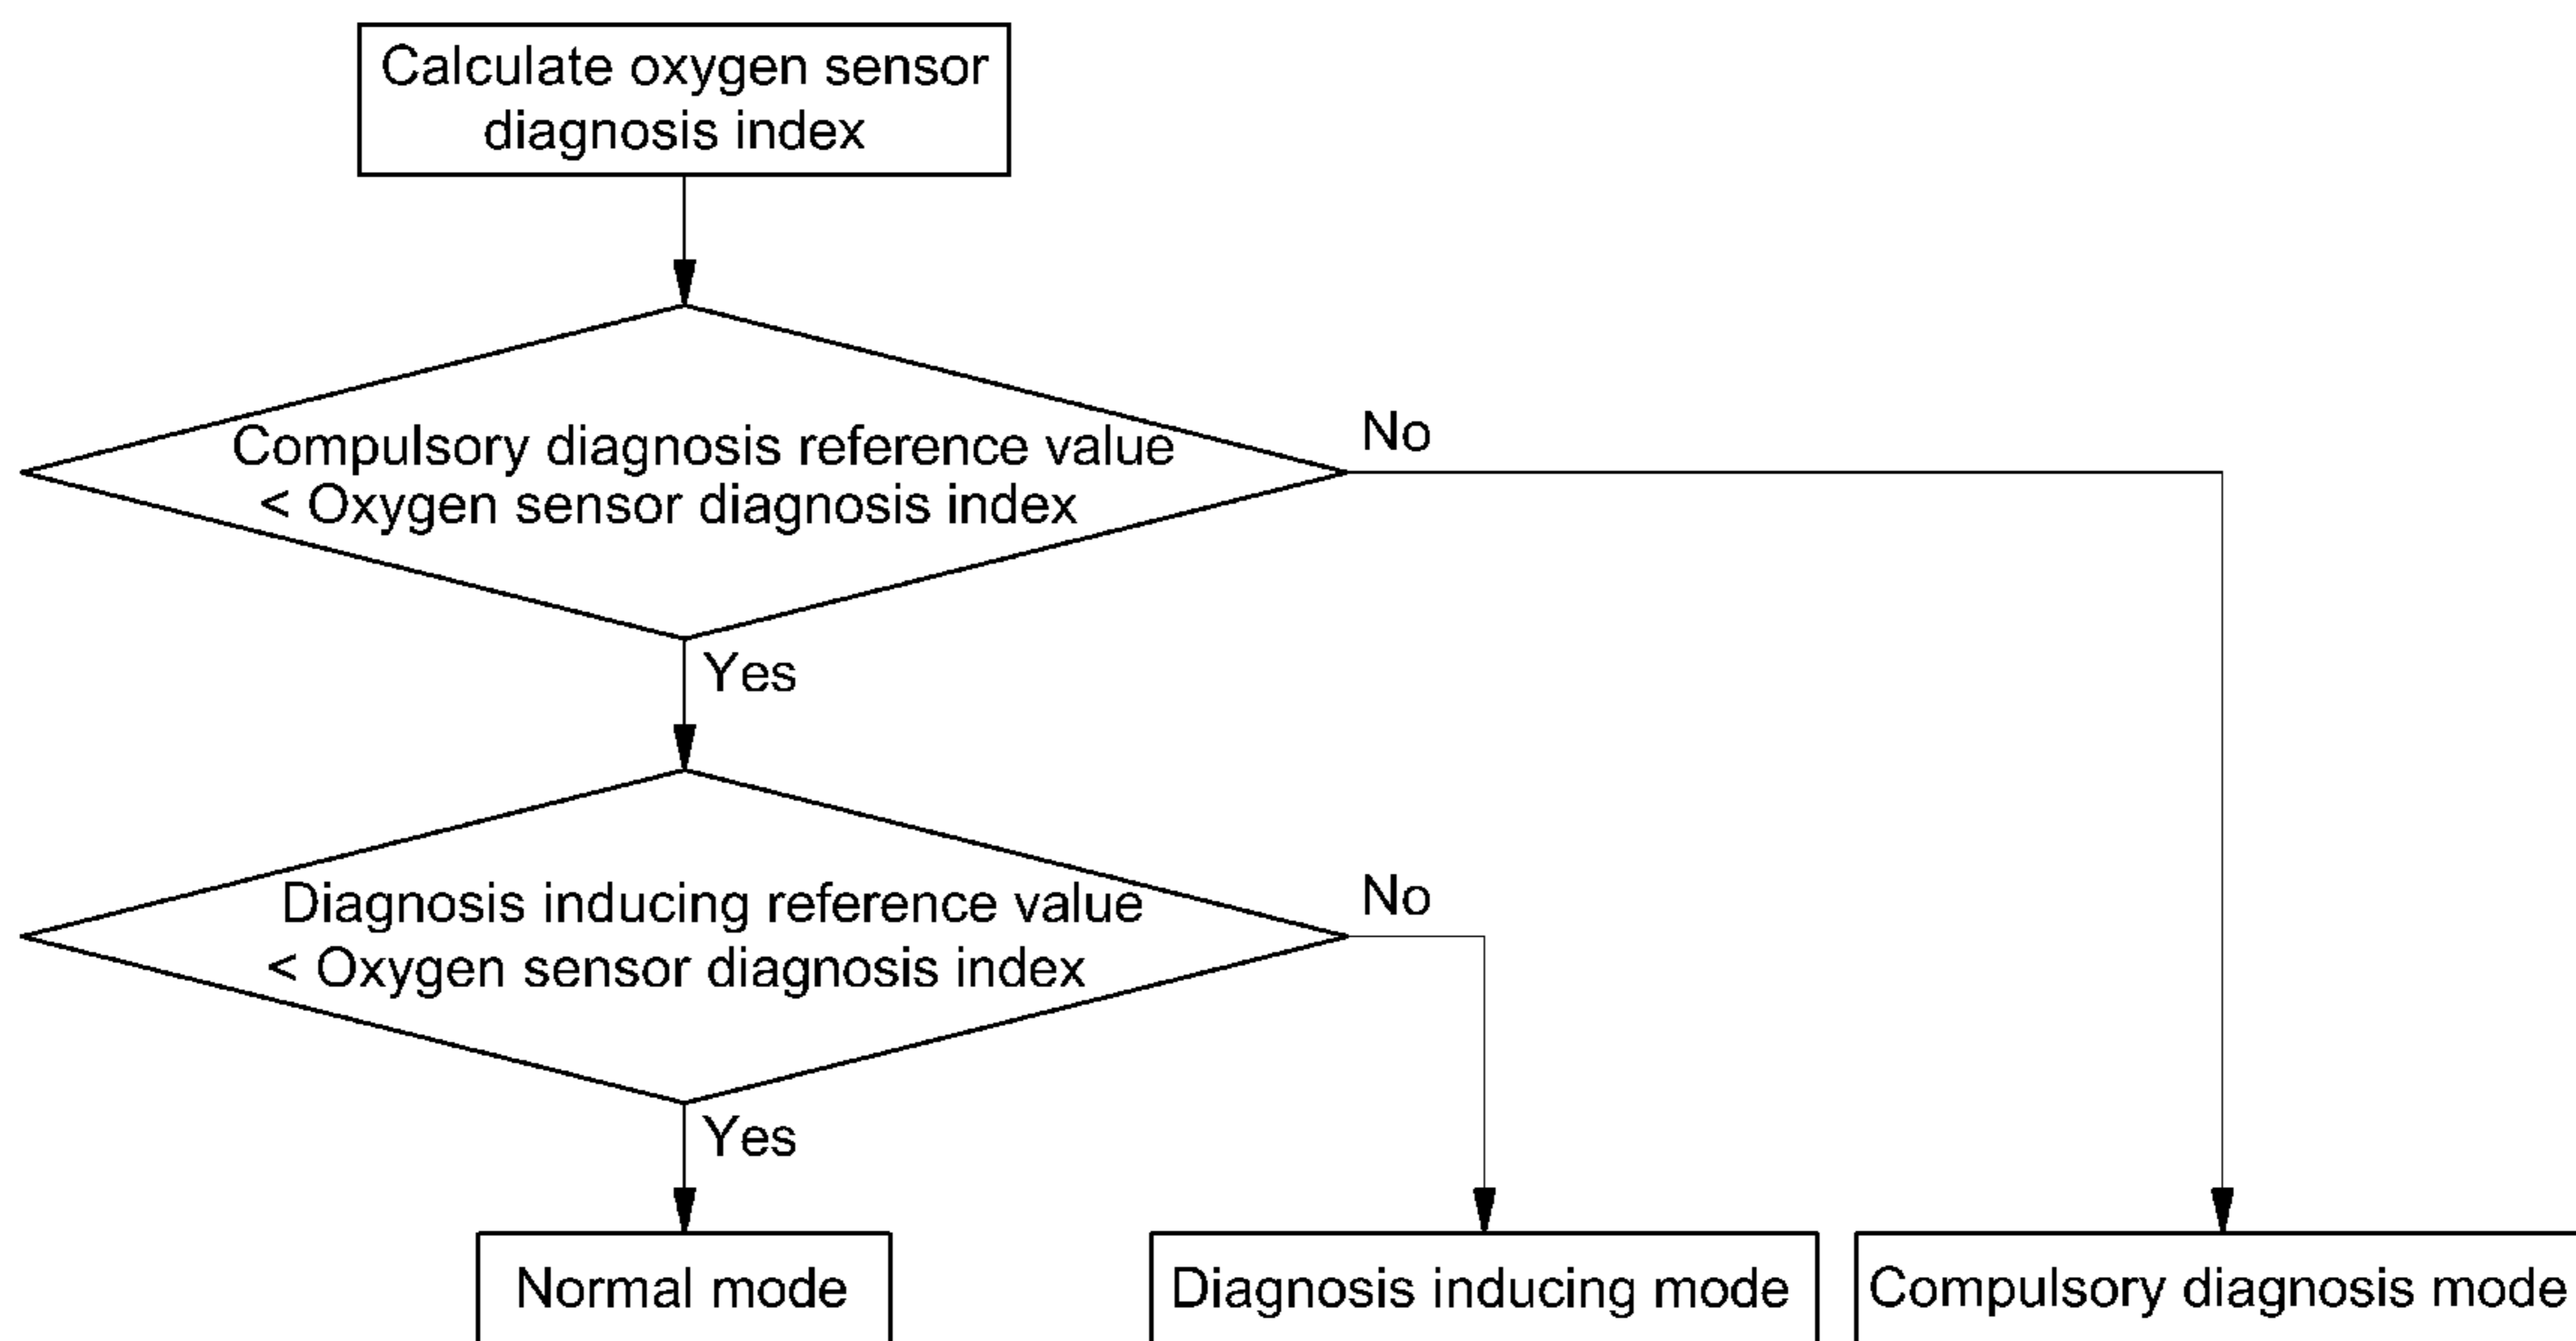 Calculate oxygen sensor
diagnosis index
Compulsory diagnosis reference value
< Oxygen sensor diagnosis index
No
Yes
Diagnosis inducing reference value
< Oxygen sensor diagnosis index
No
Yes
Normal mode
Diagnosis inducing mode
Compulsory diagnosis mode